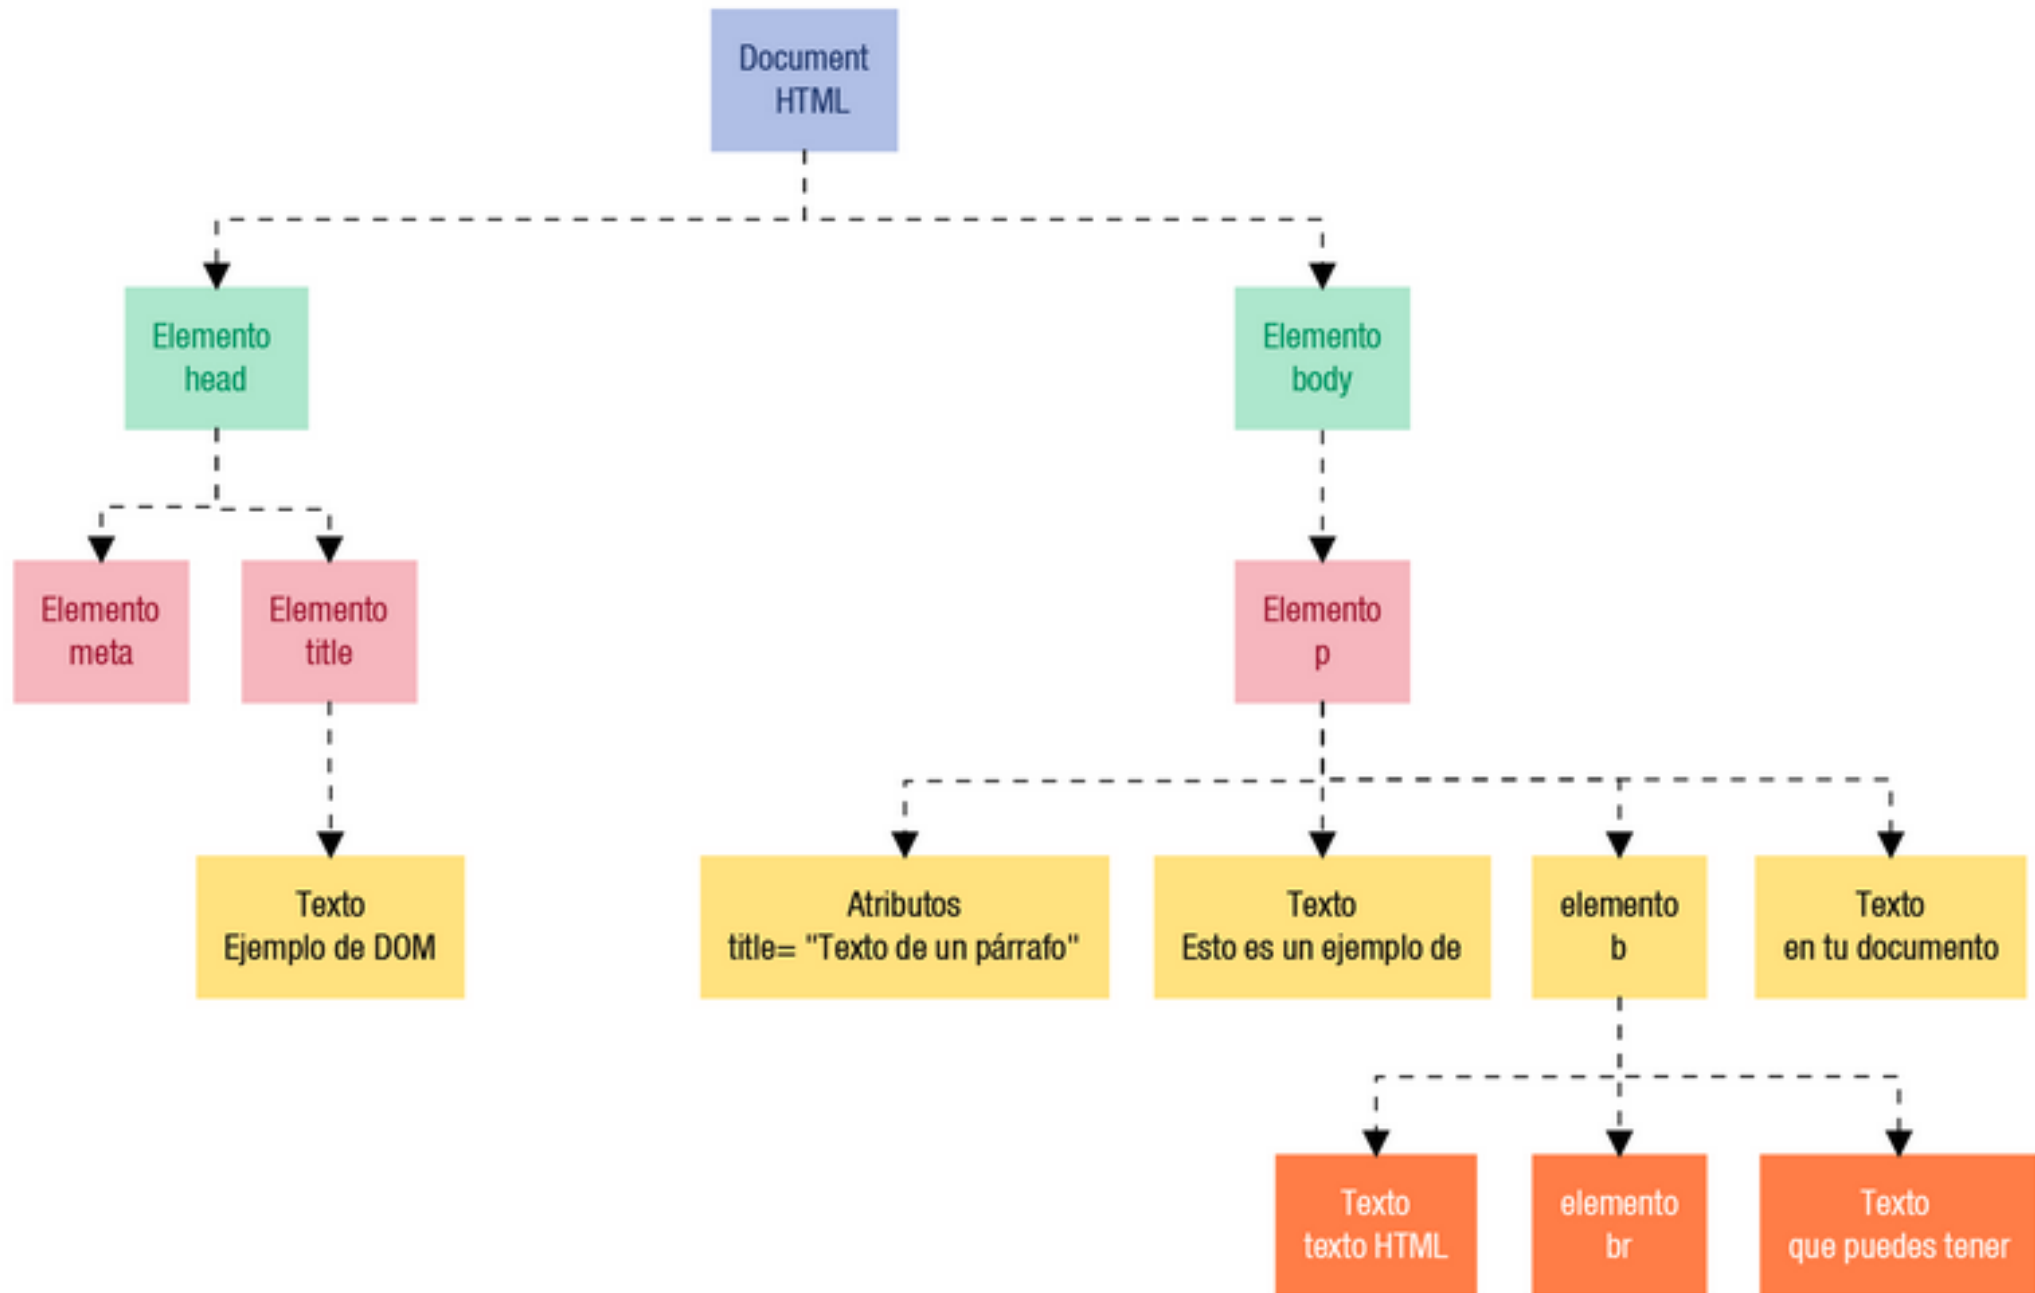 Document
HTML
Elemento
head
Elemento
body
Elemento
meta
Elemento
title
Elemento
p
Texto
Ejemplo de DOM
Atributos
title= "Texto de un párrafo"
Texto
Esto es un ejemplo de
elemento
b
Texto
en tu documento
Texto
texto HTML
elemento
br
Texto
que puedes tener